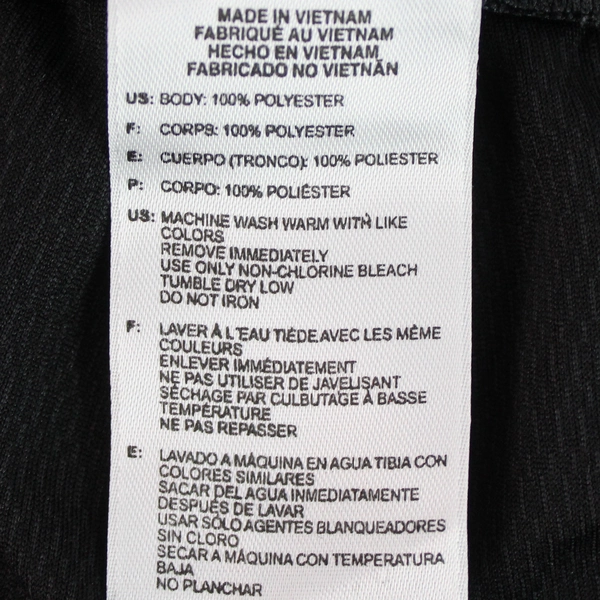 MADE IN VIETNAM
FABRIQUÉ AU VIETNAM
HECHO EN VIETNAM
FABRICADO NO VIETNÃN
US: BODY: 100% POLYESTER
F: CORPS: 100% POLYESTER
E: CUERPO (TRONCO): 100% POLIESTER
P: CORPO: 100% POLIÉSTER
US: MACHINE WASH WARM WITH LIKE
COLORS
REMOVE IMMEDIATELY
USE ONLY NON-CHLORINE BLEACH
TUMBLE DRY LOW
DO NOT IRON
F: LAVER À L'EAU TIÈDE AVEC LES MÊME
COULEURS
ENLEVER IMMÉDIATEMENT
NE PAS UTILISER DE JAVELISANT
SÉCHAGE PAR CULBUTAGE À BASSE
TEMPÉRATURE
NE PAS REPASSER
E: LAVADO A MÁQUINA EN AGUA TIBIA CON
COLORES SIMILARES
SACAR DEL AGUA INMEDIATAMENTE
DESPUÉS DE LAVAR
USAR SÓLO AGENTES BLANQUEADORES
SIN CLORO
SECAR A MÁQUINA CON TEMPERATURA
BAJA
NO PLANCHAR